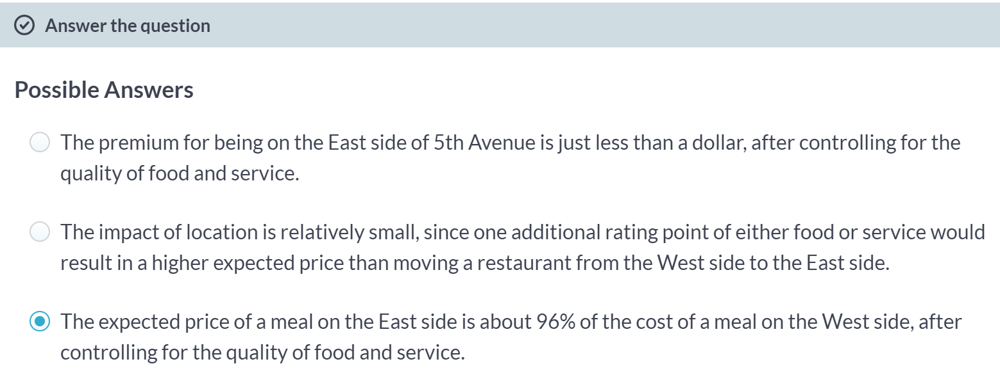 Answer the question
Possible Answers
The premium for being on the East side of 5th Avenue is just less than a dollar, after controlling for the
quality of food and service.
The impact of location is relatively small, since one additional rating point of either food or service would
result in a higher expected price than moving a restaurant from the West side to the East side.
The expected price of a meal on the East side is about 96% of the cost of a meal on the West side, after
controlling for the quality of food and service.